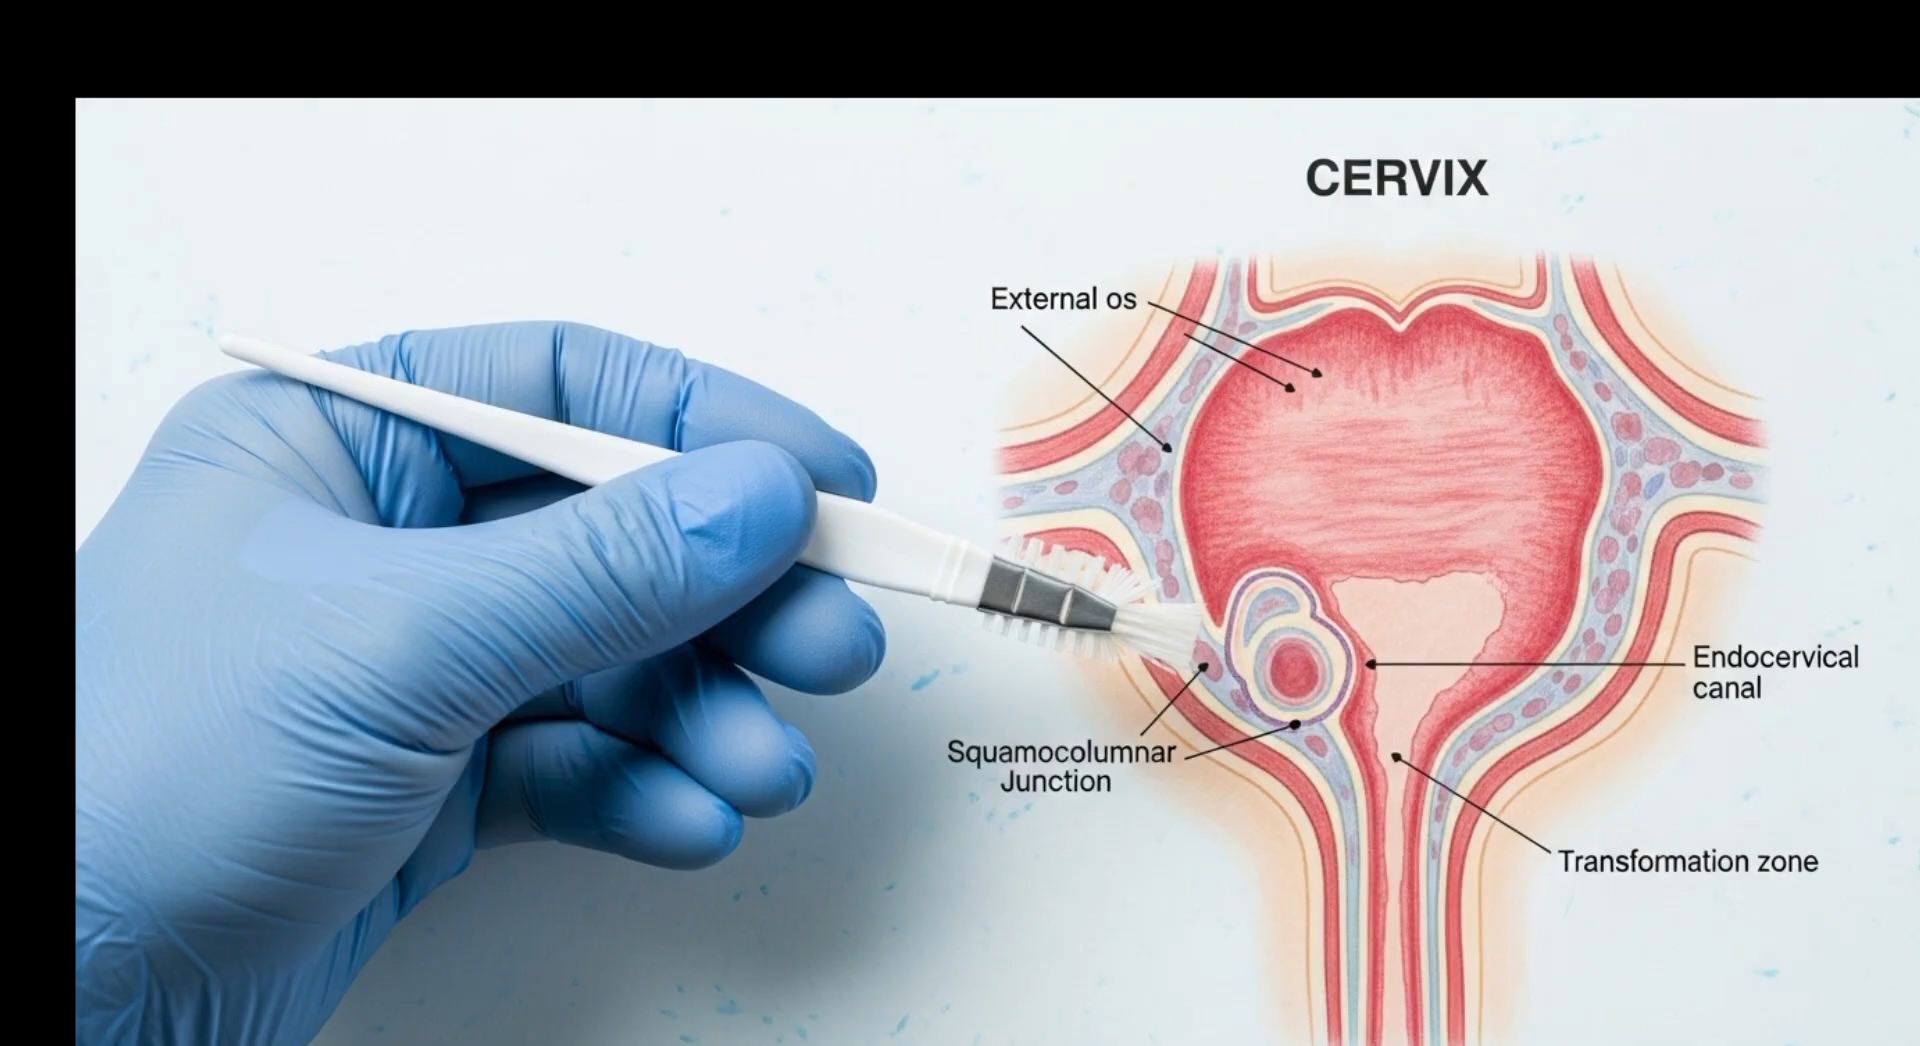 CERVIX
External os
Endocervical
canal
Squamocolumnar
Junction
Transformation zone